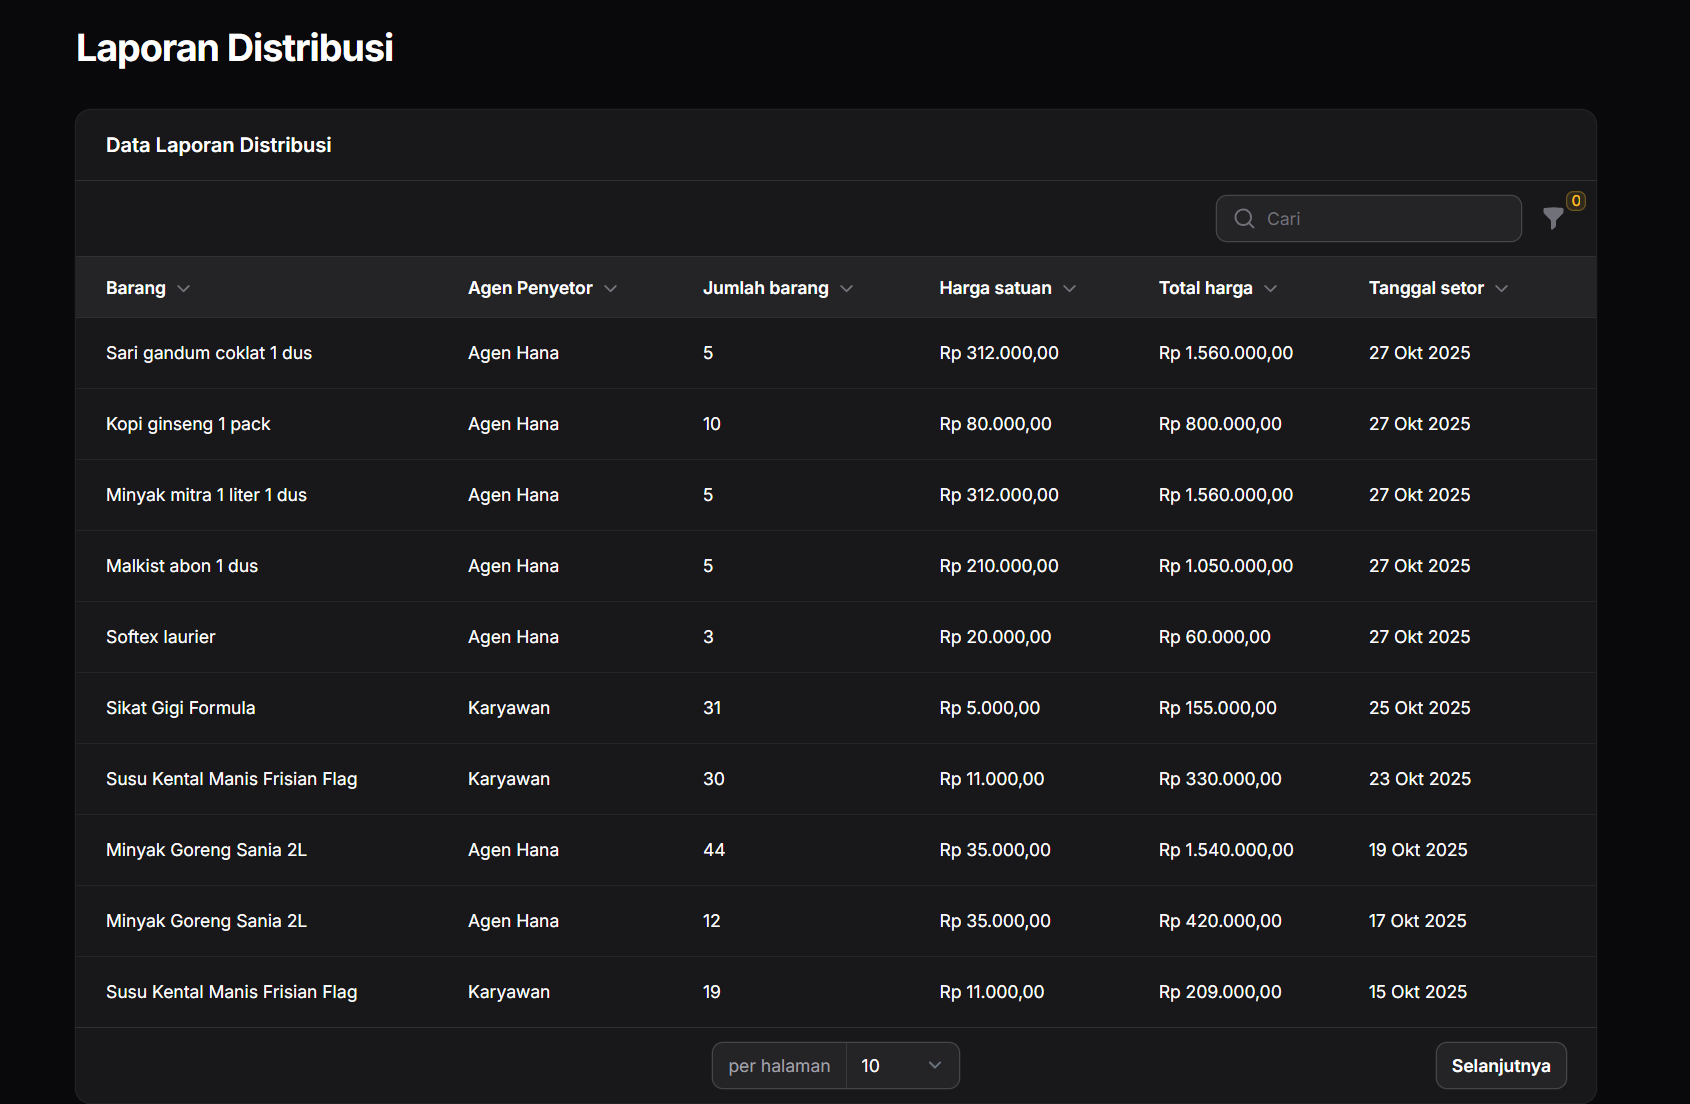 Laporan Distribusi
Data Laporan Distribusi
Cari
0
Barang Agen Penyetor Jumlah barang Harga satuan Total harga Tanggal setor
Sari gandum coklat 1 dus Agen Hana 5 Rp 312.000,00 Rp 1.560.000,00 27 Okt 2025
Kopi ginseng 1 pack Agen Hana 10 Rp 80.000,00 Rp 800.000,00 27 Okt 2025
Minyak mitra 1 liter 1 dus Agen Hana 5 Rp 312.000,00 Rp 1.560.000,00 27 Okt 2025
Malkist abon 1 dus Agen Hana 5 Rp 210.000,00 Rp 1.050.000,00 27 Okt 2025
Softex laurier Agen Hana 3 Rp 20.000,00 Rp 60.000,00 27 Okt 2025
Sikat Gigi Formula Karyawan 31 Rp 5.000,00 Rp 155.000,00 25 Okt 2025
Susu Kental Manis Frisian Flag Karyawan 30 Rp 11.000,00 Rp 330.000,00 23 Okt 2025
Minyak Goreng Sania 2L Agen Hana 44 Rp 35.000,00 Rp 1.540.000,00 19 Okt 2025
Minyak Goreng Sania 2L Agen Hana 12 Rp 35.000,00 Rp 420.000,00 17 Okt 2025
Susu Kental Manis Frisian Flag Karyawan 19 Rp 11.000,00 Rp 209.000,00 15 Okt 2025
per halaman 10 Selanjutnya